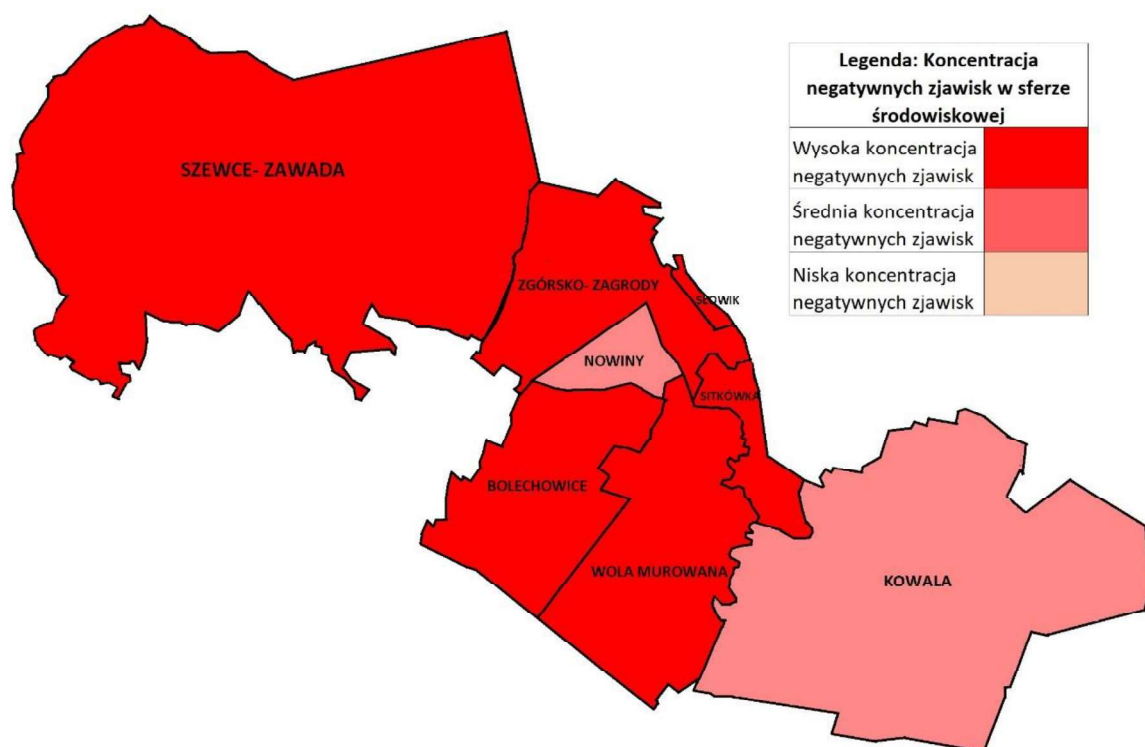 Legenda: Koncentracja
negatywnych zjawisk w sferze
środowiskowej
Wysoka koncentracja
negatywnych zjawisk
Średnia koncentracja
negatywnych zjawisk
Niska koncentracja
negatywnych zjawisk
SZEWCE- ZAWADA
ZGÓRSKO- ZAGRODY
SŁOWIK
NOWINY
SITKÓWKA
BOLECHOWICE
WOLA MUROWANA
KOWALA